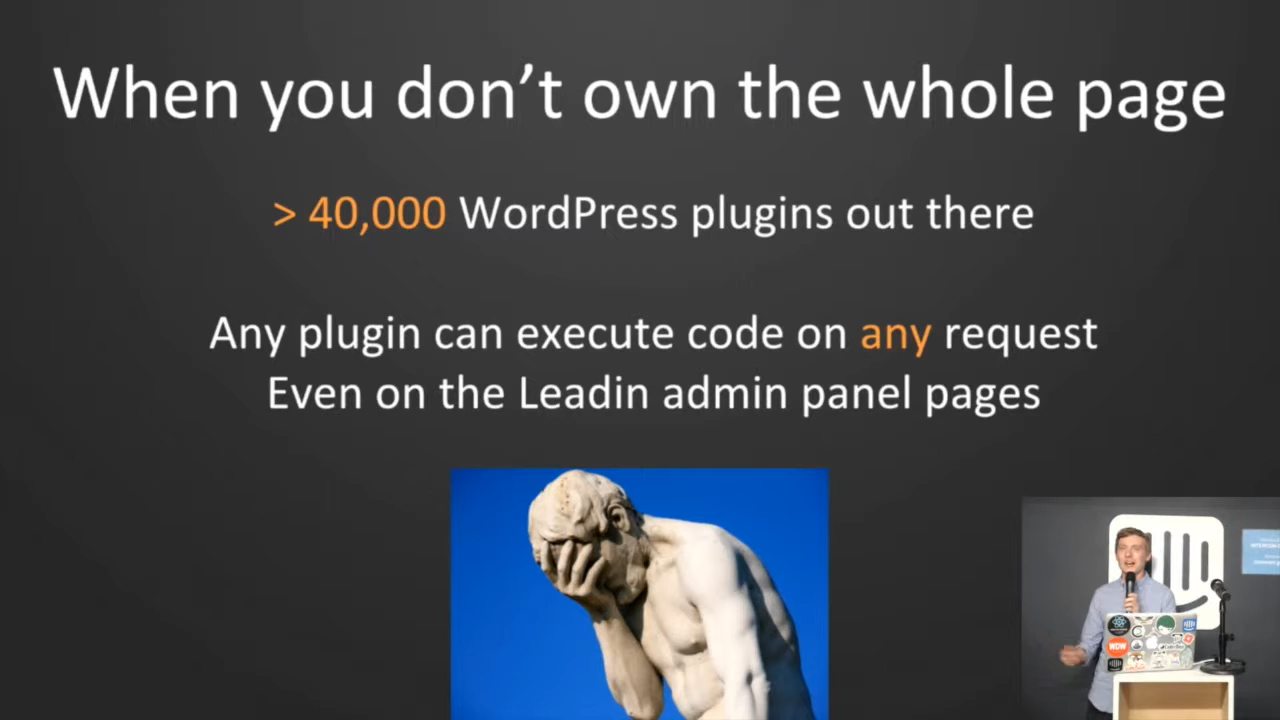 When you don’t own the whole page
> 40,000 WordPress plugins out there
Any plugin can execute code on any request
Even on the Leadin admin panel pages
WDW